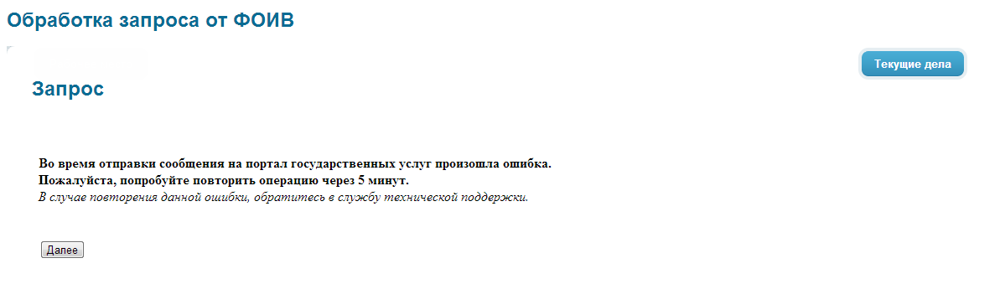 Обработка запроса от ФОИВ
Текущие дела
Запрос
Во время отправки сообщения на портал государственных услуг произошла ошибка.
Пожалуйста, попробуйте повторить операцию через 5 минут.
В случае повторения данной ошибки, обратитесь в службу технической поддержки.
Далее